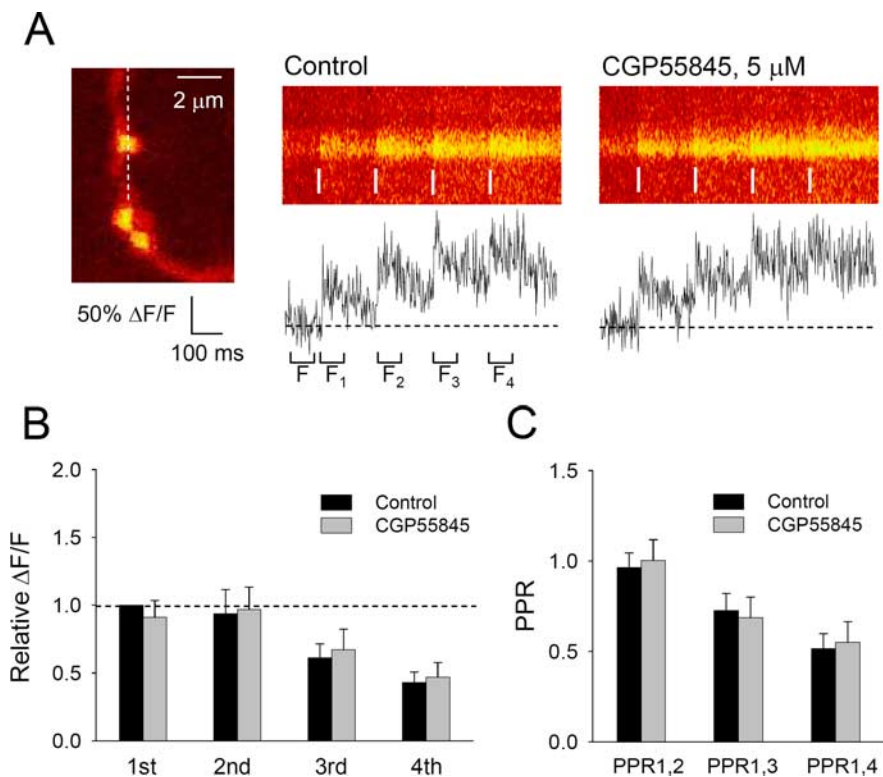 A
2 μm
50% ΔF/F
100 ms
Control
CGP55845, 5 μM
F F₁ F₂ F₃ F₄
B
Relative ΔF/F
2.0
1.5
1.0
0.5
0.0
Control
CGP55845
1st 2nd 3rd 4th
C
PPR
1.5
1.0
0.5
0.0
Control
CGP55845
PPR1,2 PPR1,3 PPR1,4